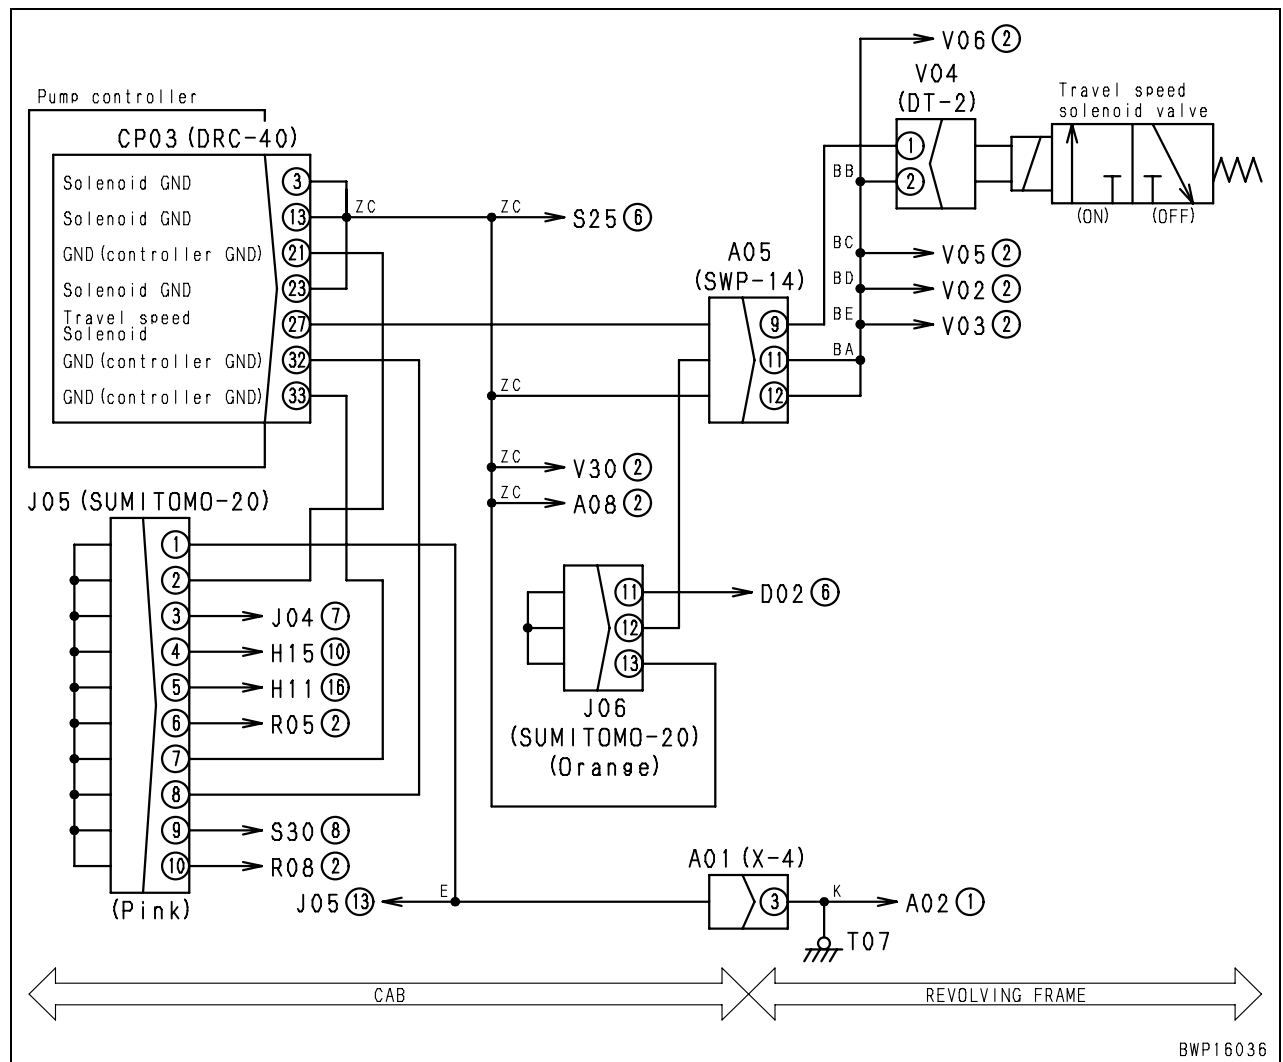 V06 ②
V04
(DT-2)
Travel speed
solenoid valve
Pump controller
CP03 (DRC-40)
Solenoid GND ③
Solenoid GND ⑬
GND (controller GND) ㉑
Solenoid GND ㉓
Travel speed
Solenoid ㉗
GND (controller GND) ㉜
GND (controller GND) ㉝
ZC
ZC
S25 ⑥
①
②
BB
(ON) (OFF)
A05
(SWP-14)
BC
V05 ②
BD
V02 ②
BE
V03 ②
BA
⑨
⑪
⑫
ZC
ZC
V30 ②
ZC
A08 ②
J05 (SUMITOMO-20)
①
②
③ J04 ⑦
④ H15 ⑩
⑤ H11 ⑯
⑥ R05 ②
⑦
⑧
⑨ S30 ⑧
⑩ R08 ②
(Pink)
⑪ D02 ⑥
⑫
⑬
J06
(SUMITOMO-20)
(Orange)
A01 (X-4)
J05 ⑬ E ③ K A02 ①
T07
CAB REVOLVING FRAME
BWP16036